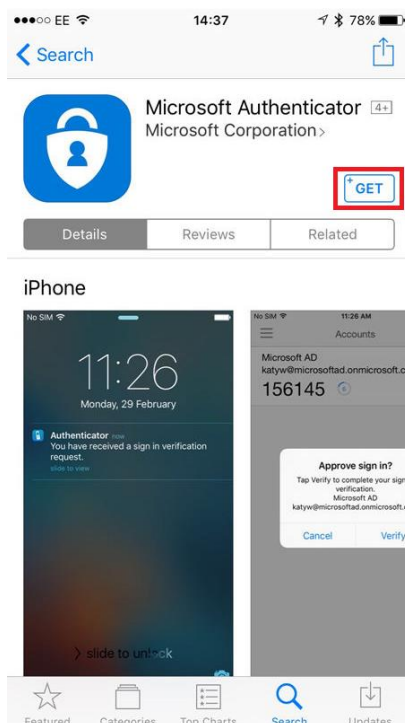 EE 14:37 78%
Search
Microsoft Authenticator 4+
Microsoft Corporation >
+ GET
Details Reviews Related
iPhone
No SIM
11:26
Monday, 29 February
Authenticator now
You have received a sign in verification
request.
slide to view
> slide to unlock
No SIM 11:26 AM
Accounts
Microsoft AD
katyw@microsoftad.onmicrosoft.c
156145 6
Approve sign in?
Tap Verify to complete your sign
verification.
Microsoft AD
katyw@microsoftad.onmicrosoft.
Cancel Verify
Featured Categories Top Charts Search Updates